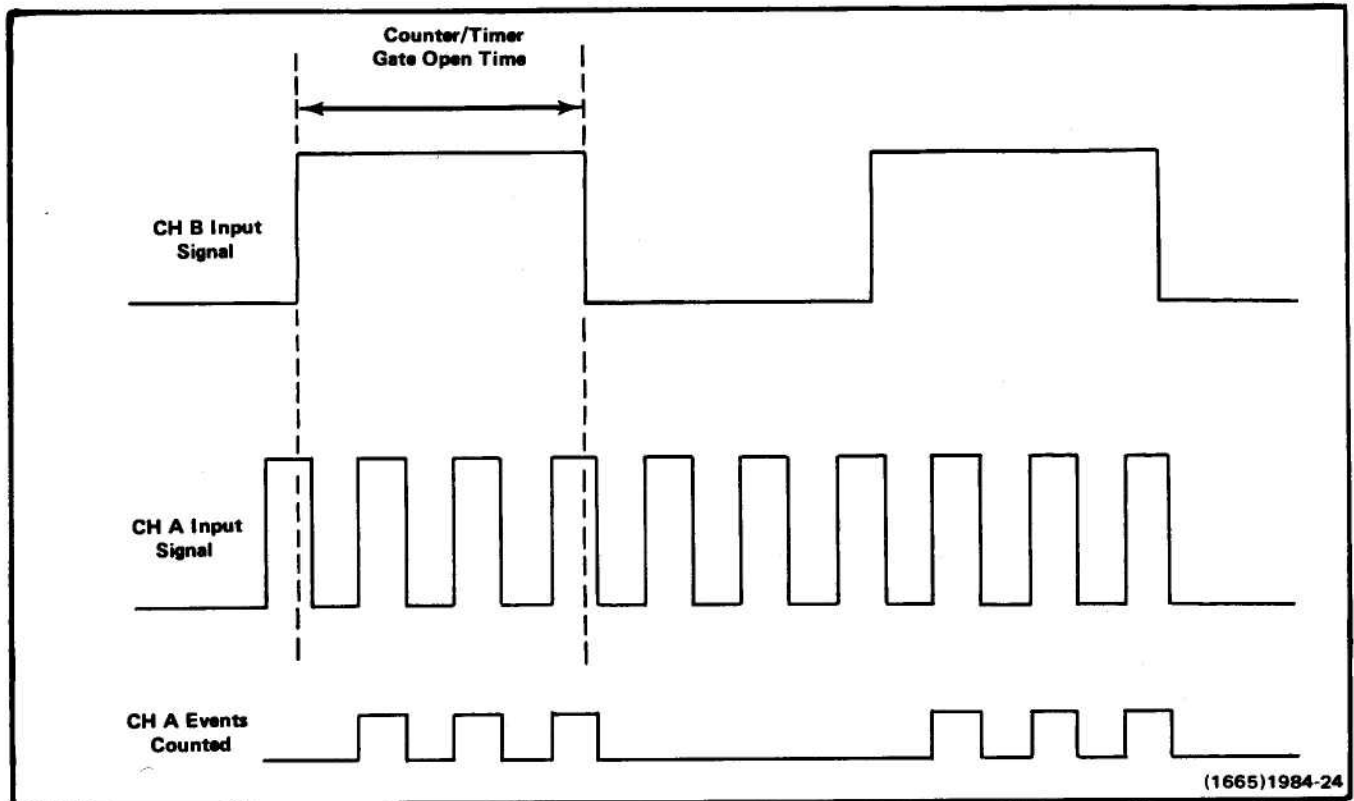 Counter/Timer
Gate Open Time
CH B Input
Signal
CH A Input
Signal
CH A Events
Counted
(1665)1984-24